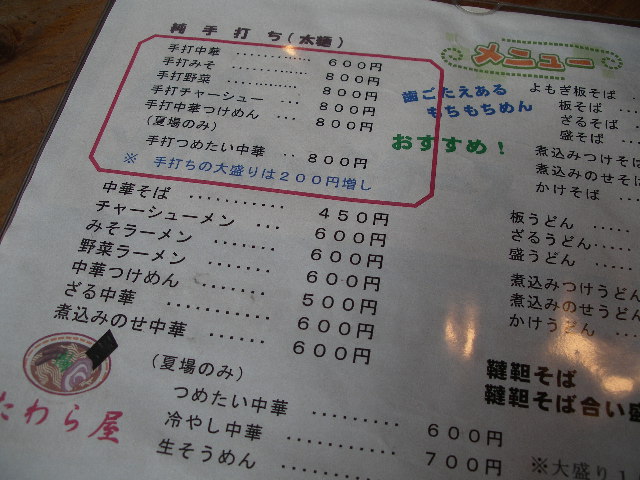 純 手 打 ち(太麺)
手打中華 ............ 600円
手打みそ ............ 800円
手打野菜 ............ 800円
手打チャーシュー ... 800円
手打中華つけめん ... 800円
(夏場のみ)
手打つめたい中華 .. 800円
※ 手打ちの大盛りは200円増し
中華そば ......... 450円
チャーシューメン ... 600円
みそラーメン ....... 600円
野菜ラーメン ....... 600円
中華つけめん ....... 500円
ざる中華 .......... 600円
煮込みのせ中華 ..... 600円
(夏場のみ)
つめたい中華 ......... 600円
冷やし中華 ........... 700円
生そうめん ...........
たわら屋
メニュー
歯ごたえある
もちもちめん
おすすめ!
よもぎ板そば ..
板そば ...
ざるそば ...
盛そば ...
煮込みつけそば
煮込みのせそば
かけそば ...
板うどん .....
ざるうどん.....
盛うどん .....
煮込みつけうどん
煮込みのせうどん
かけうどん ...
韃靼そば
韃靼そば合い盛
※大盛り1